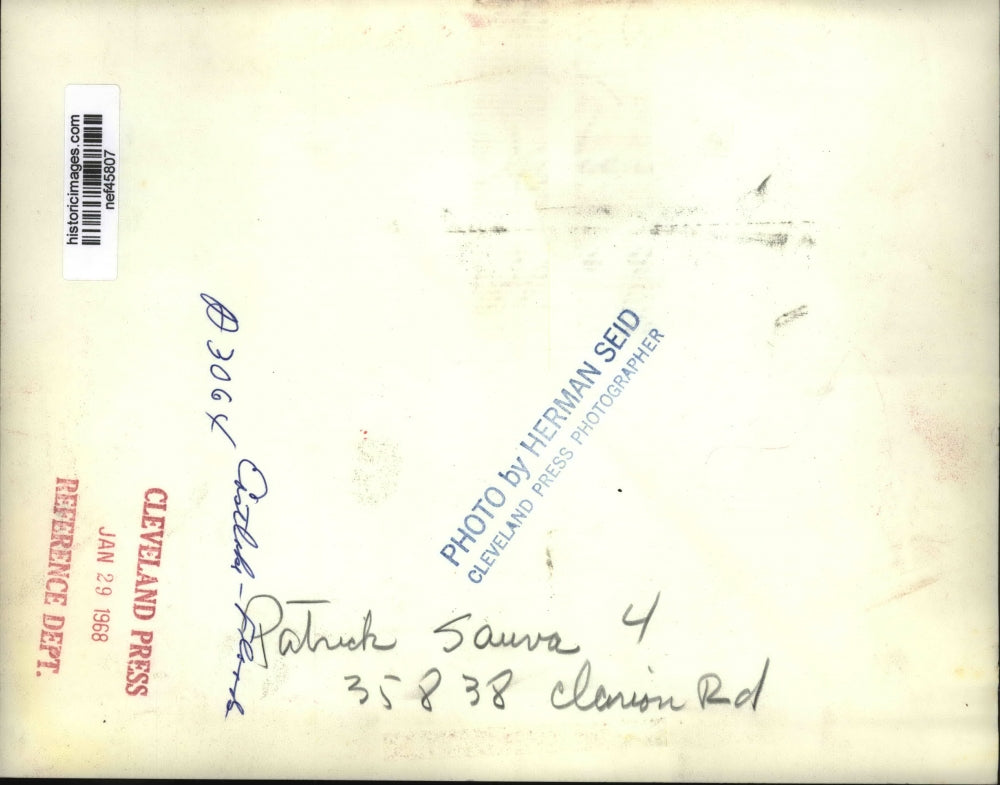 historicimages.com
nef45807
3064
PHOTO by HERMAN SEID
CLEVELAND PRESS PHOTOGRAPHER
CLEVELAND PRESS
JAN 29 1968
REFERENCE DEPT.
Patrick Sauva 4
35838 Clarion Rd